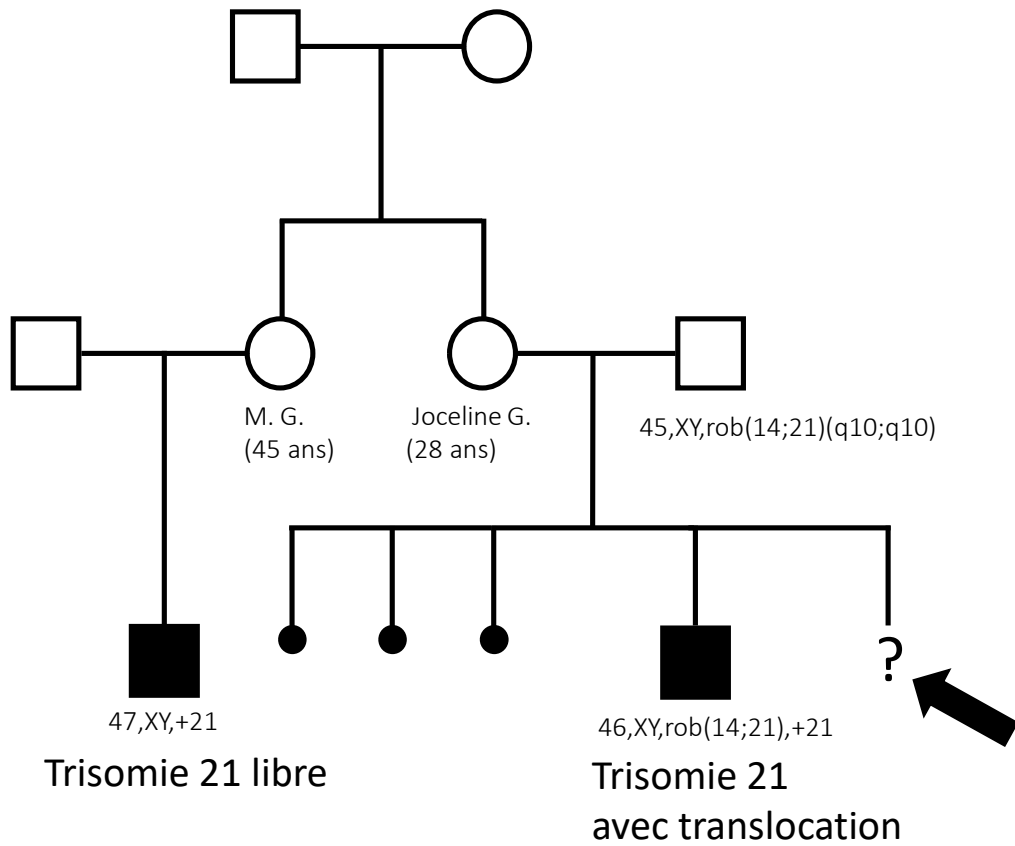 M. G.
(45 ans)
Joceline G.
(28 ans)
45,XY,rob(14;21)(q10;q10)
?
47,XY,+21
Trisomie 21 libre
46,XY,rob(14;21),+21
Trisomie 21
avec translocation